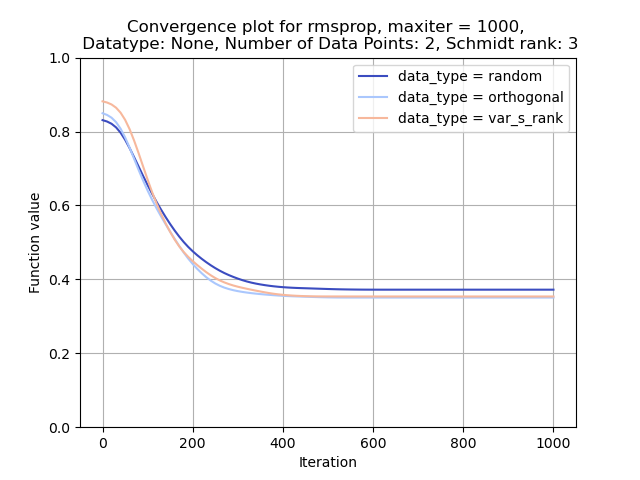 Convergence plot for rmsprop, maxiter = 1000,
Datatype: None, Number of Data Points: 2, Schmidt rank: 3
1.0
data_type = random
data_type = orthogonal
data_type = var_s_rank
0.8
0.6
Function value
0.4
0.2
0.0
0 200 400 600 800 1000
Iteration